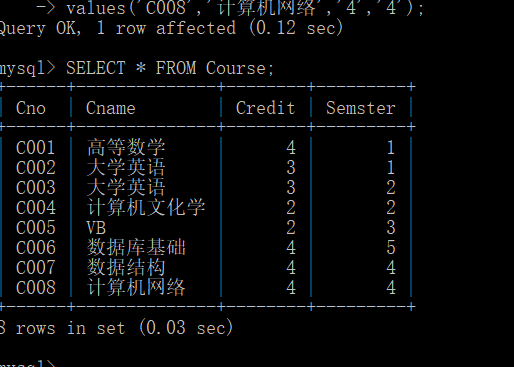 -> values('C008','计算机网络','4','4');
Query OK, 1 row affected (0.12 sec)
mysql> SELECT * FROM Course;
+------+--------------+--------+---------+
| Cno | Cname | Credit | Semster |
+------+--------------+--------+---------+
| C001 | 高等数学 | 4 | 1 |
| C002 | 大学英语 | 3 | 1 |
| C003 | 大学英语 | 3 | 2 |
| C004 | 计算机文化学 | 2 | 2 |
| C005 | VB | 2 | 3 |
| C006 | 数据库基础 | 4 | 5 |
| C007 | 数据结构 | 4 | 4 |
| C008 | 计算机网络 | 4 | 4 |
+------+--------------+--------+---------+
8 rows in set (0.03 sec)
mysql>